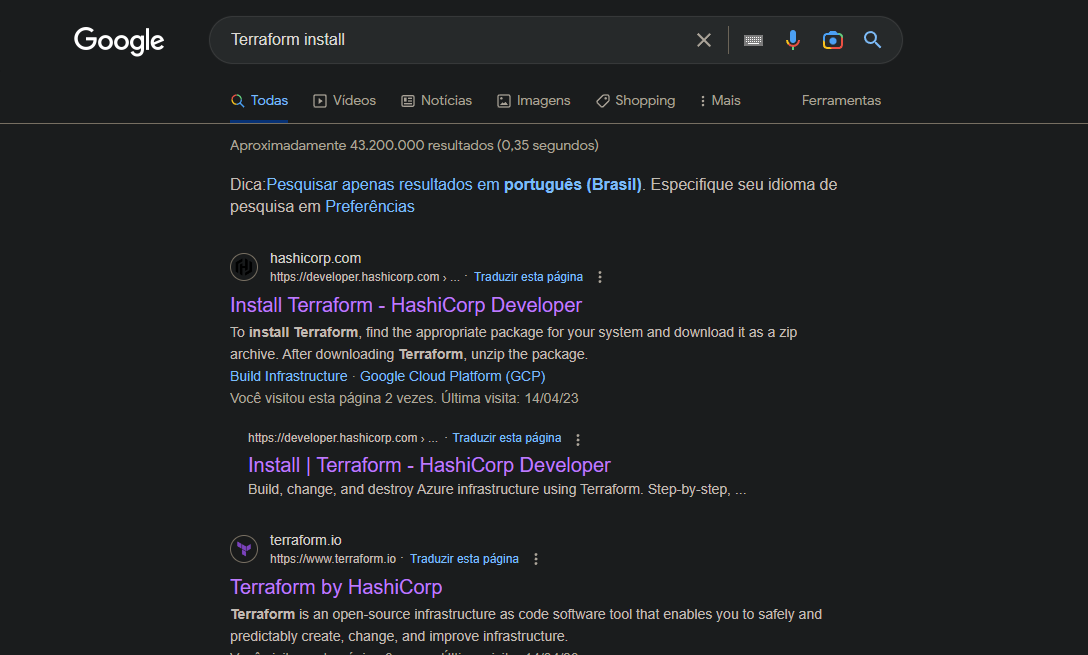 Google
Terraform install
Todas Vídeos Notícias Imagens Shopping Mais Ferramentas
Aproximadamente 43.200.000 resultados (0,35 segundos)
Dica:Pesquisar apenas resultados em português (Brasil). Especifique seu idioma de
pesquisa em Preferências
hashicorp.com
https://developer.hashicorp.com › ... · Traduzir esta página
Install Terraform - HashiCorp Developer
To install Terraform, find the appropriate package for your system and download it as a zip
archive. After downloading Terraform, unzip the package.
Build Infrastructure · Google Cloud Platform (GCP)
Você visitou esta página 2 vezes. Última visita: 14/04/23
https://developer.hashicorp.com › ... · Traduzir esta página
Install | Terraform - HashiCorp Developer
Build, change, and destroy Azure infrastructure using Terraform. Step-by-step, ...
terraform.io
https://www.terraform.io · Traduzir esta página
Terraform by HashiCorp
Terraform is an open-source infrastructure as code software tool that enables you to safely and
predictably create, change, and improve infrastructure.